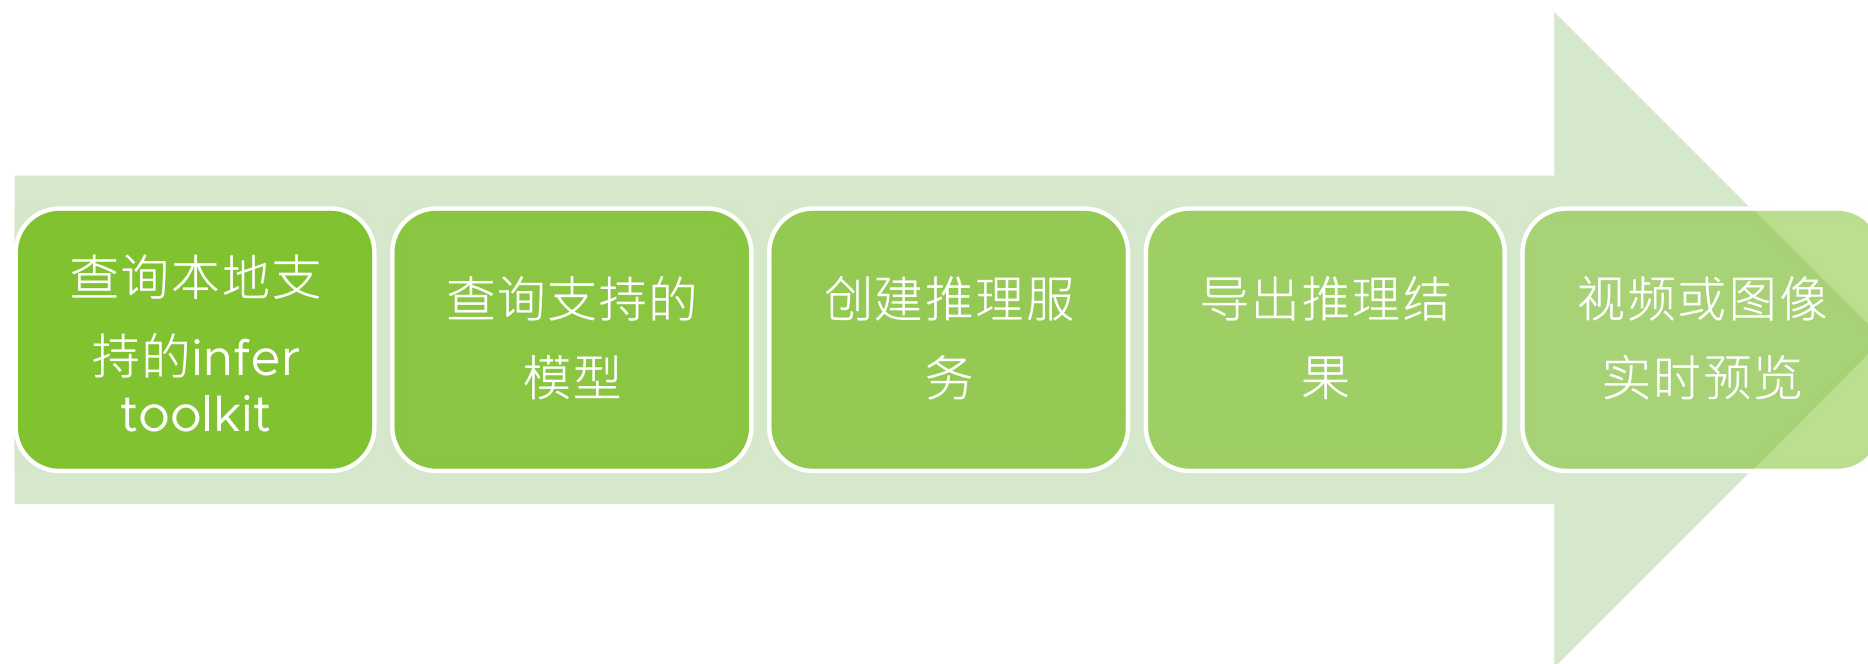 查询本地支
持的infer
toolkit
查询支持的
模型
创建推理服
务
导出推理结
果
视频或图像
实时预览